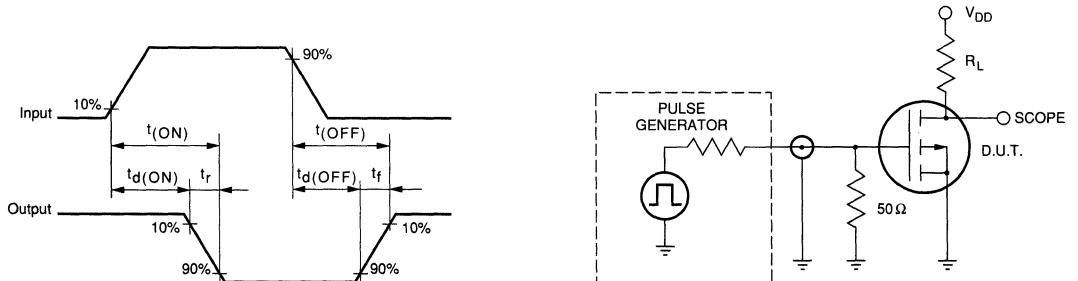 Input
10%
90%
t(ON)
t(OFF)
td(ON)
tr
td(OFF)
tf
Output
10%
90%
90%
10%
PULSE
GENERATOR
50Ω
VDD
RL
SCOPE
D.U.T.